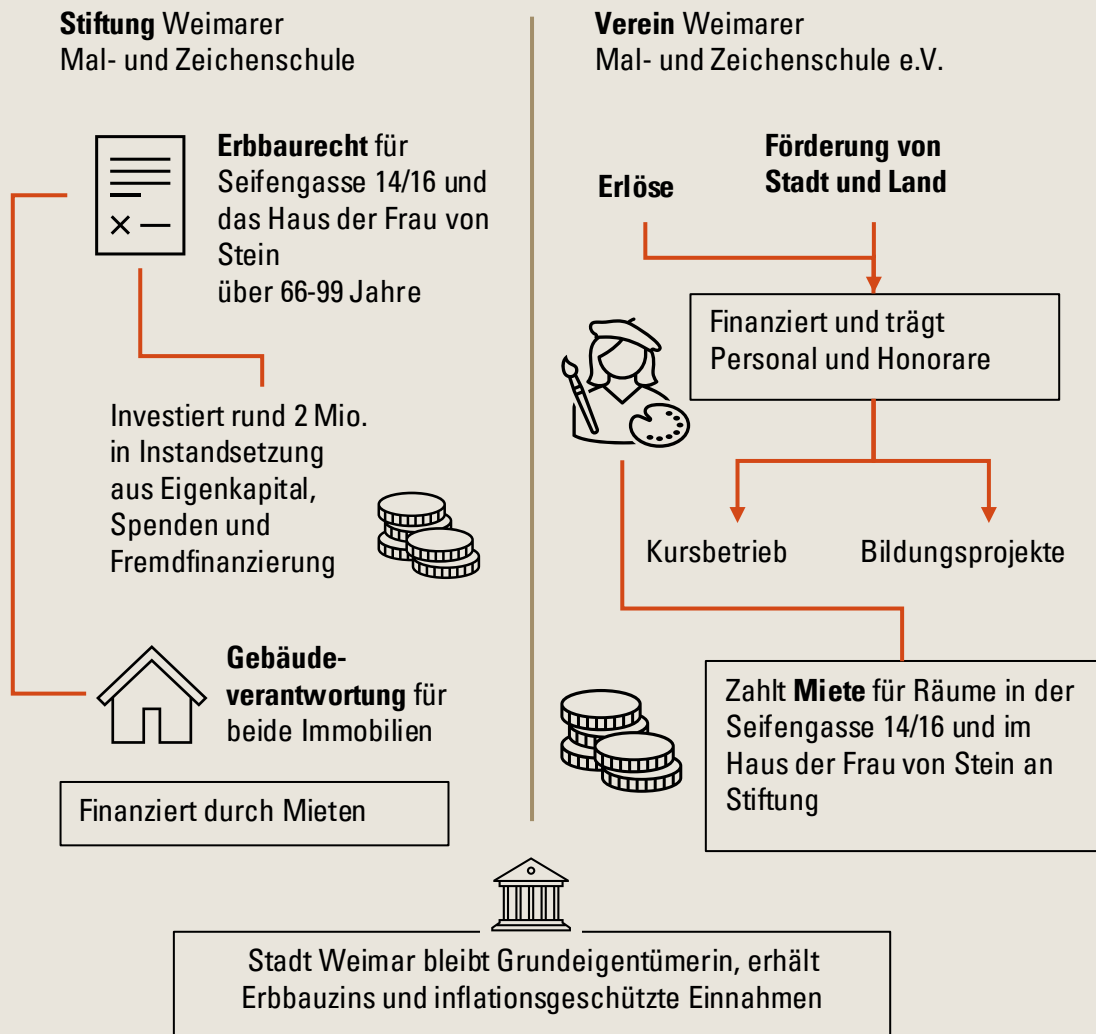 Stiftung Weimarer
Mal- und Zeichenschule
Erbbaurecht für
Seifengasse 14/16 und
das Haus der Frau von
Stein
über 66-99 Jahre
Investiert rund 2 Mio.
in Instandsetzung
aus Eigenkapital,
Spenden und
Fremdfinanzierung
Gebäude-
verantwortung für
beide Immobilien
Finanziert durch Mieten
Verein Weimarer
Mal- und Zeichenschule e.V.
Erlöse
Förderung von
Stadt und Land
Finanziert und trägt
Personal und Honorare
Kursbetrieb
Bildungsprojekte
Zahlt Miete für Räume in der
Seifengasse 14/16 und im
Haus der Frau von Stein an
Stiftung
Stadt Weimar bleibt Grundeigentümerin, erhält
Erbbauzins und inflationsgeschützte Einnahmen